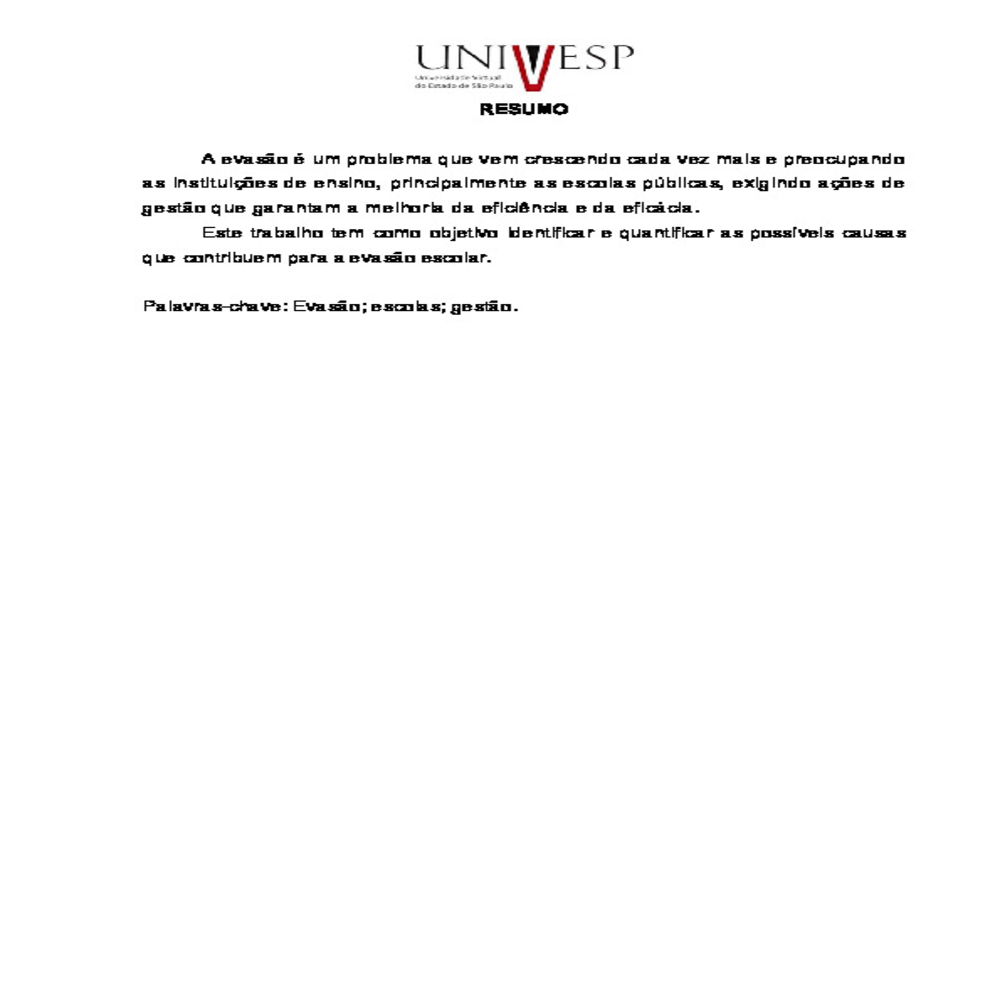 UNIVESP
Universidade Virtual
do Estado de São Paulo
RESUMO
A evasão é um problema que vem crescendo cada vez mais e preocupando
as instituições de ensino, principalmente as escolas públicas, exigindo ações de
gestão que garantam a melhoria da eficiência e da eficácia.
Este trabalho tem como objetivo identificar e quantificar as possíveis causas
que contribuem para a evasão escolar.
Palavras-chave: Evasão; escolas; gestão.